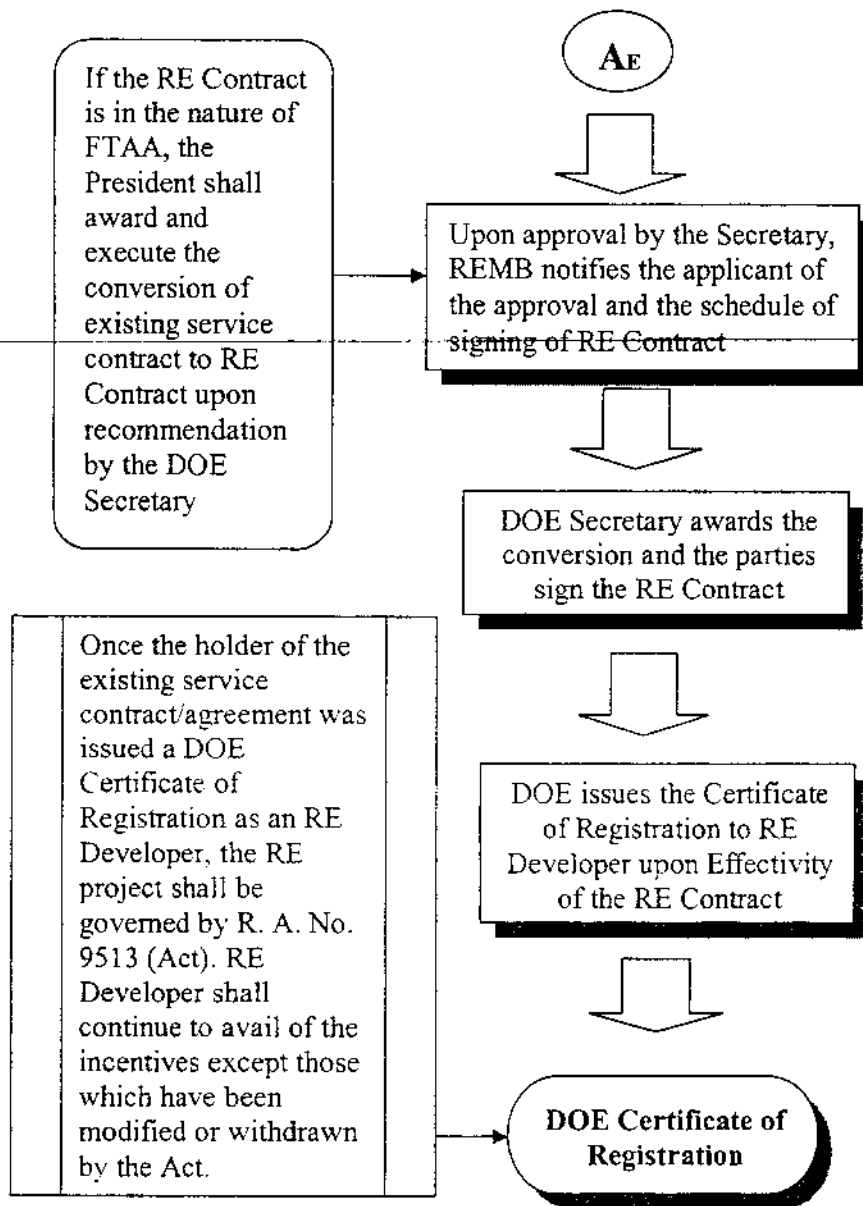 AE
If the RE Contract
is in the nature of
FTAA, the
President shall
award and
execute the
conversion of
existing service
contract to RE
Contract upon
recommendation
by the DOE
Secretary
Upon approval by the Secretary,
REMB notifies the applicant of
the approval and the schedule of
signing of RE Contract
DOE Secretary awards the
conversion and the parties
sign the RE Contract
Once the holder of the
existing service
contract/agreement was
issued a DOE
Certificate of
Registration as an RE
Developer, the RE
project shall be
governed by R. A. No.
9513 (Act). RE
Developer shall
continue to avail of the
incentives except those
which have been
modified or withdrawn
by the Act.
DOE issues the Certificate
of Registration to RE
Developer upon Effectivity
of the RE Contract
DOE Certificate of
Registration